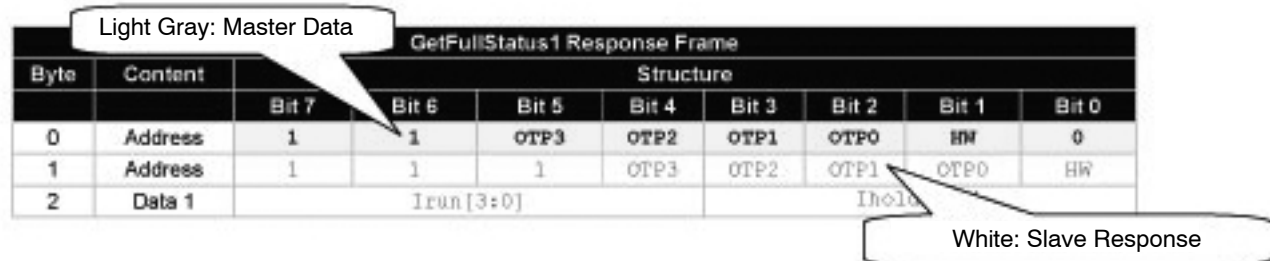 Light Gray: Master Data
GetFullStatus1 Response Frame
Byte Content Structure
Bit 7 Bit 6 Bit 5 Bit 4 Bit 3 Bit 2 Bit 1 Bit 0
0 Address 1 1 OTP3 OTP2 OTP1 OTP0 HW 0
1 Address 1 1 1 OTP3 OTP2 OTP1 OTP0 HW
2 Data 1 Irun[3:0] Ihold
White: Slave Response